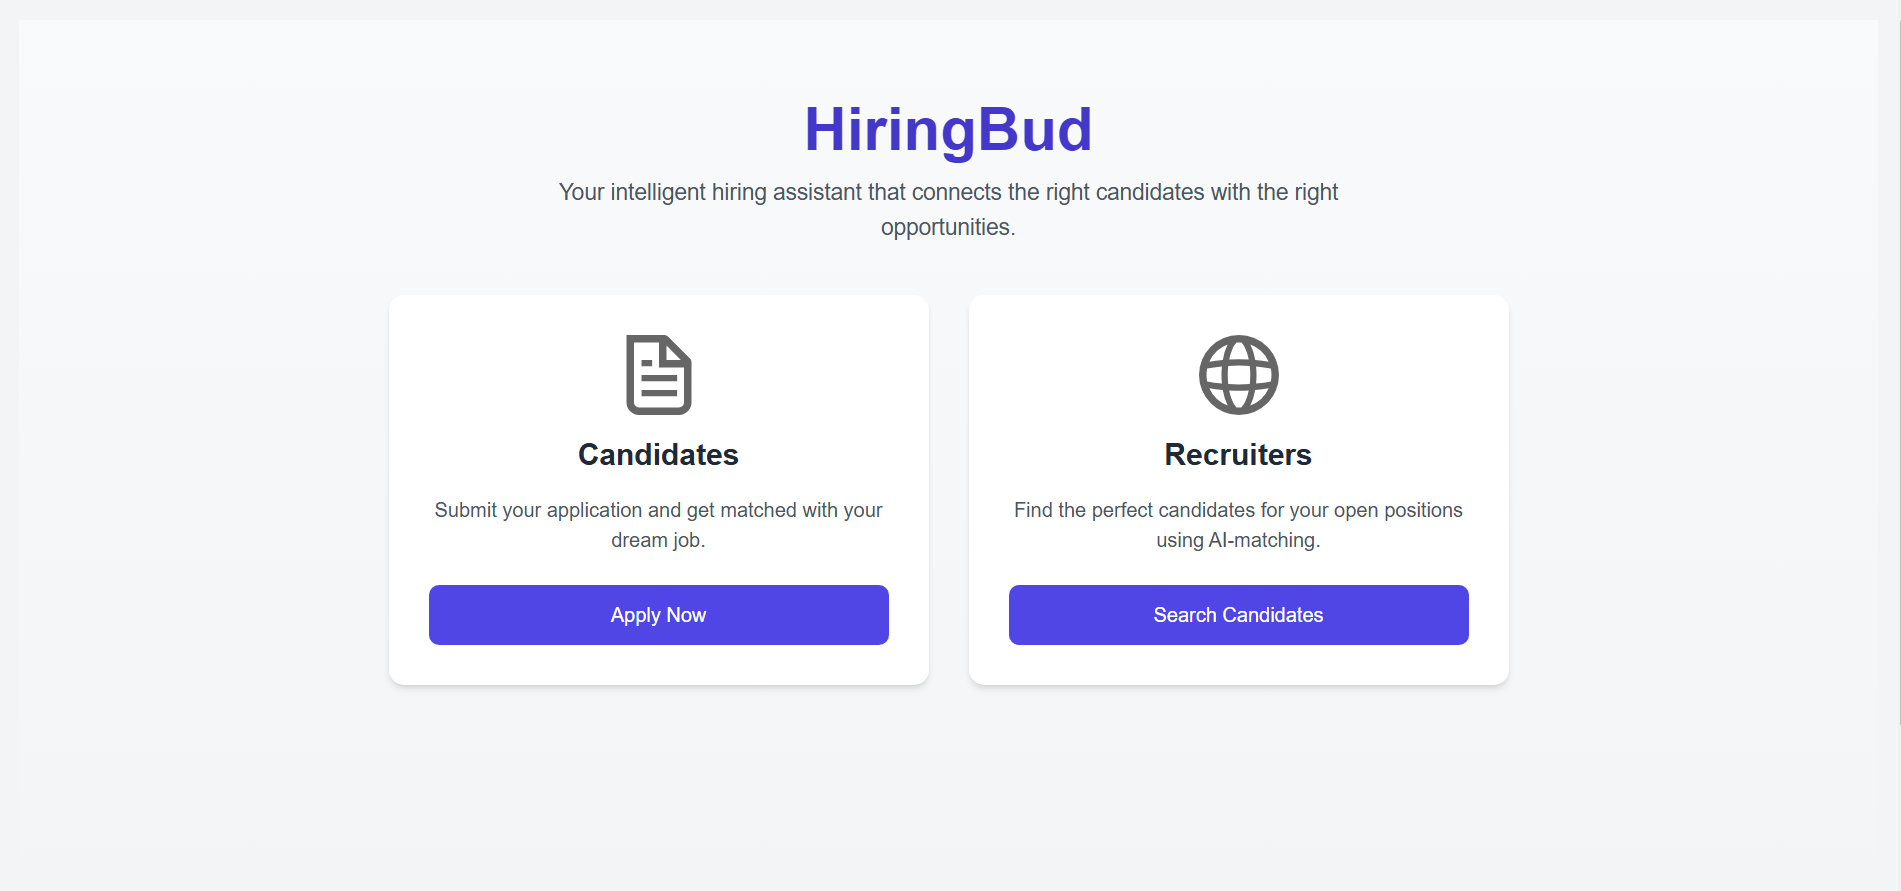 HiringBud
Your intelligent hiring assistant that connects the right candidates with the right
opportunities.
Candidates
Submit your application and get matched with your
dream job.
Apply Now
Recruiters
Find the perfect candidates for your open positions
using AI-matching.
Search Candidates